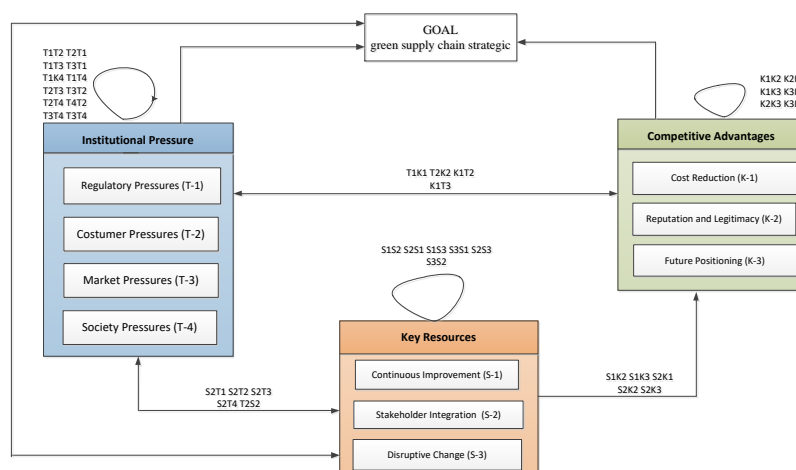 GOAL
green supply chain strategic
T1T2 T2T1
T1T3 T3T1
T1K4 T1T4
T2T3 T3T2
T2T4 T4T2
T3T4 T3T4
K1K2
K1K3
K2K3
Institutional Pressure
Regulatory Pressures (T-1)
Costumer Pressures (T-2)
Market Pressures (T-3)
Society Pressures (T-4)
Competitive Advantages
Cost Reduction (K-1)
Reputation and Legitimacy (K-2)
Future Positioning (K-3)
T1K1 T2K2 K1T2
K1T3
S1S2 S2S1 S1S3 S3S1 S2S3
S3S2
Key Resources
Continuous Improvement (S-1)
Stakeholder Integration (S-2)
Disruptive Change (S-3)
S2T1 S2T2 S2T3
S2T4 T2S2
S1K2 S1K3 S2K1
S2K2 S2K3